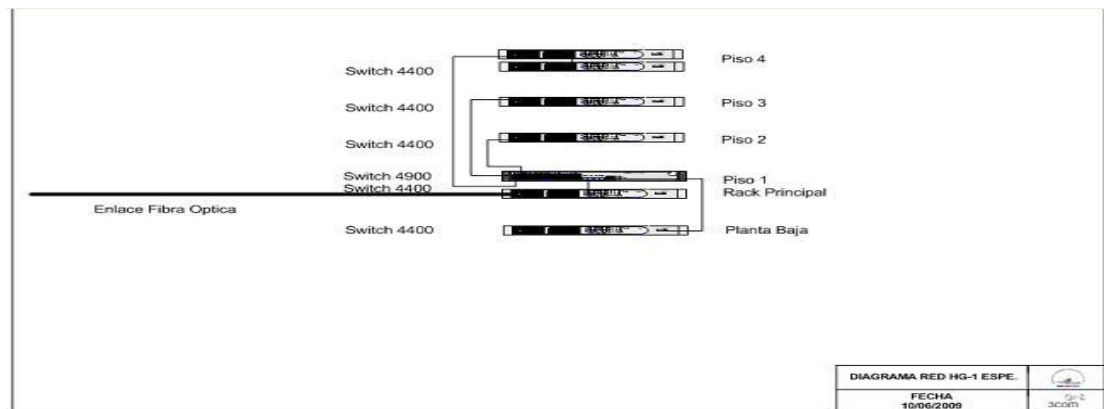 Switch 4400 Piso 4
Switch 4400 Piso 3
Switch 4400 Piso 2
Switch 4900 Piso 1
Switch 4400 Rack Principal
Enlace Fibra Optica
Switch 4400 Planta Baja
DIAGRAMA RED HG-1 ESPE.
FECHA
10/06/2009
3com